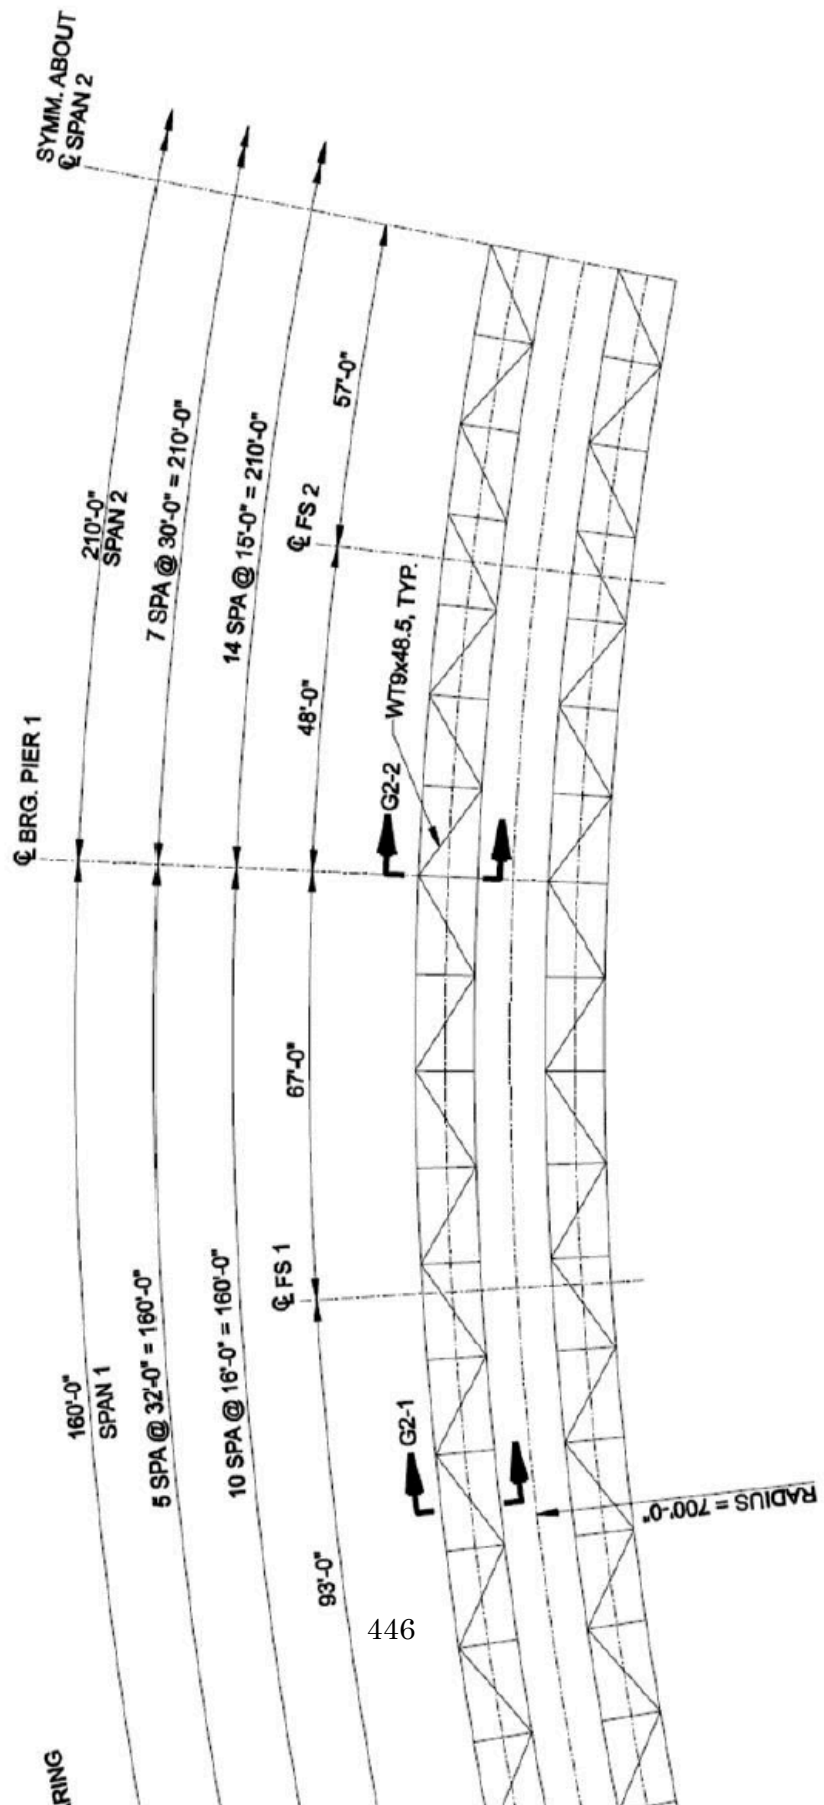 SYMM. ABOUT
℄ SPAN 2
57'-0"
210'-0"
SPAN 2
7 SPA @ 30'-0" = 210'-0"
14 SPA @ 15'-0" = 210'-0"
℄ FS 2
48'-0"
WT9x48.5, TYP.
G2-2
℄ BRG. PIER 1
67'-0"
℄ FS 1
160'-0"
SPAN 1
5 SPA @ 32'-0" = 160'-0"
10 SPA @ 16'-0" = 160'-0"
G2-1
RADIUS = 700'-0"
93'-0"
446
RING